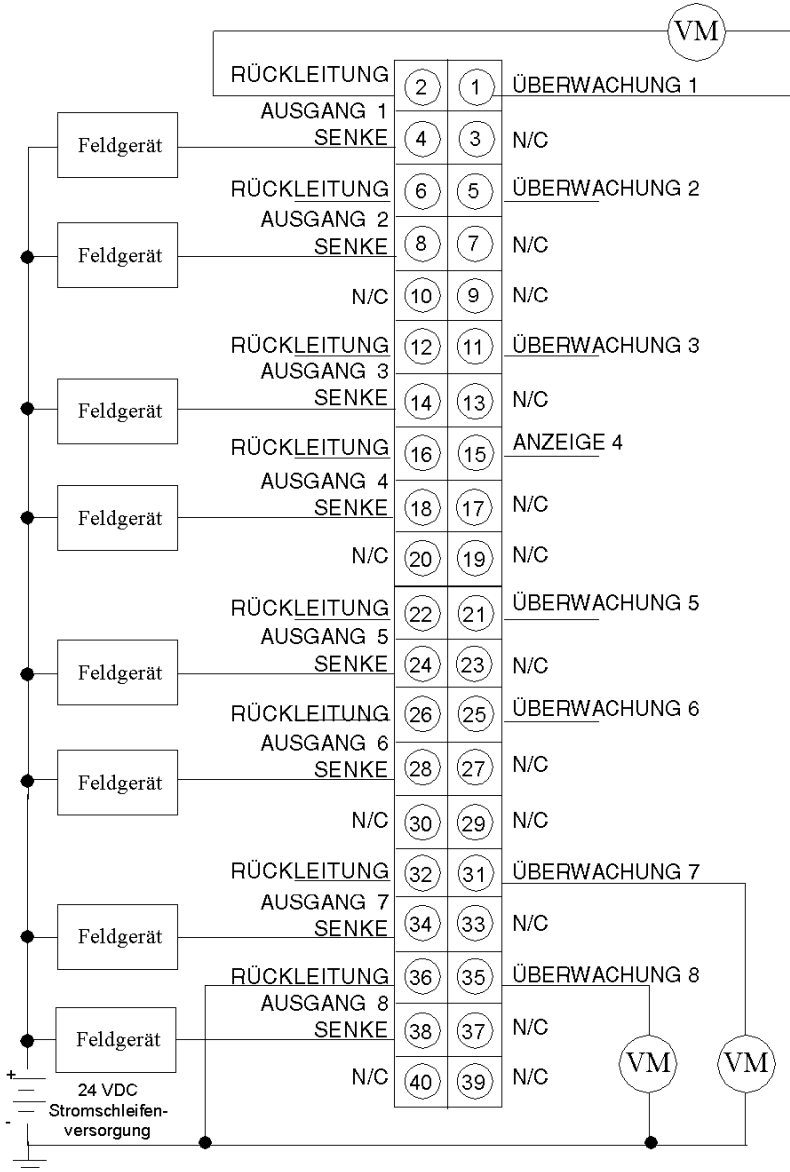 VM
RÜCKLEITUNG 2 1 ÜBERWACHUNG 1
AUSGANG 1
Feldgerät SENKE 4 3 N/C
RÜCKLEITUNG 6 5 ÜBERWACHUNG 2
AUSGANG 2
Feldgerät SENKE 8 7 N/C
N/C 10 9 N/C
RÜCKLEITUNG 12 11 ÜBERWACHUNG 3
AUSGANG 3
Feldgerät SENKE 14 13 N/C
RÜCKLEITUNG 16 15 ANZEIGE 4
AUSGANG 4
Feldgerät SENKE 18 17 N/C
N/C 20 19 N/C
RÜCKLEITUNG 22 21 ÜBERWACHUNG 5
AUSGANG 5
Feldgerät SENKE 24 23 N/C
RÜCKLEITUNG 26 25 ÜBERWACHUNG 6
AUSGANG 6
Feldgerät SENKE 28 27 N/C
N/C 30 29 N/C
RÜCKLEITUNG 32 31 ÜBERWACHUNG 7
AUSGANG 7
Feldgerät SENKE 34 33 N/C
RÜCKLEITUNG 36 35 ÜBERWACHUNG 8
AUSGANG 8
Feldgerät SENKE 38 37 N/C
VM VM
N/C 40 39 N/C
+
24 VDC
Stromschleifen-
- versorgung